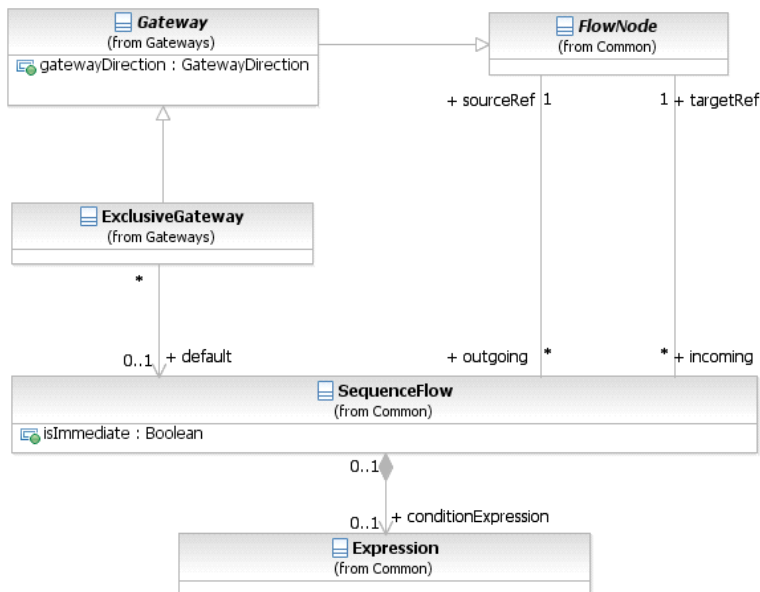 Gateway
(from Gateways)
gatewayDirection : GatewayDirection
FlowNode
(from Common)
+ sourceRef 1
1 + targetRef
ExclusiveGateway
(from Gateways)
*
0..1 + default
+ outgoing *
* + incoming
SequenceFlow
(from Common)
isImmediate : Boolean
0..1
0..1 + conditionExpression
Expression
(from Common)